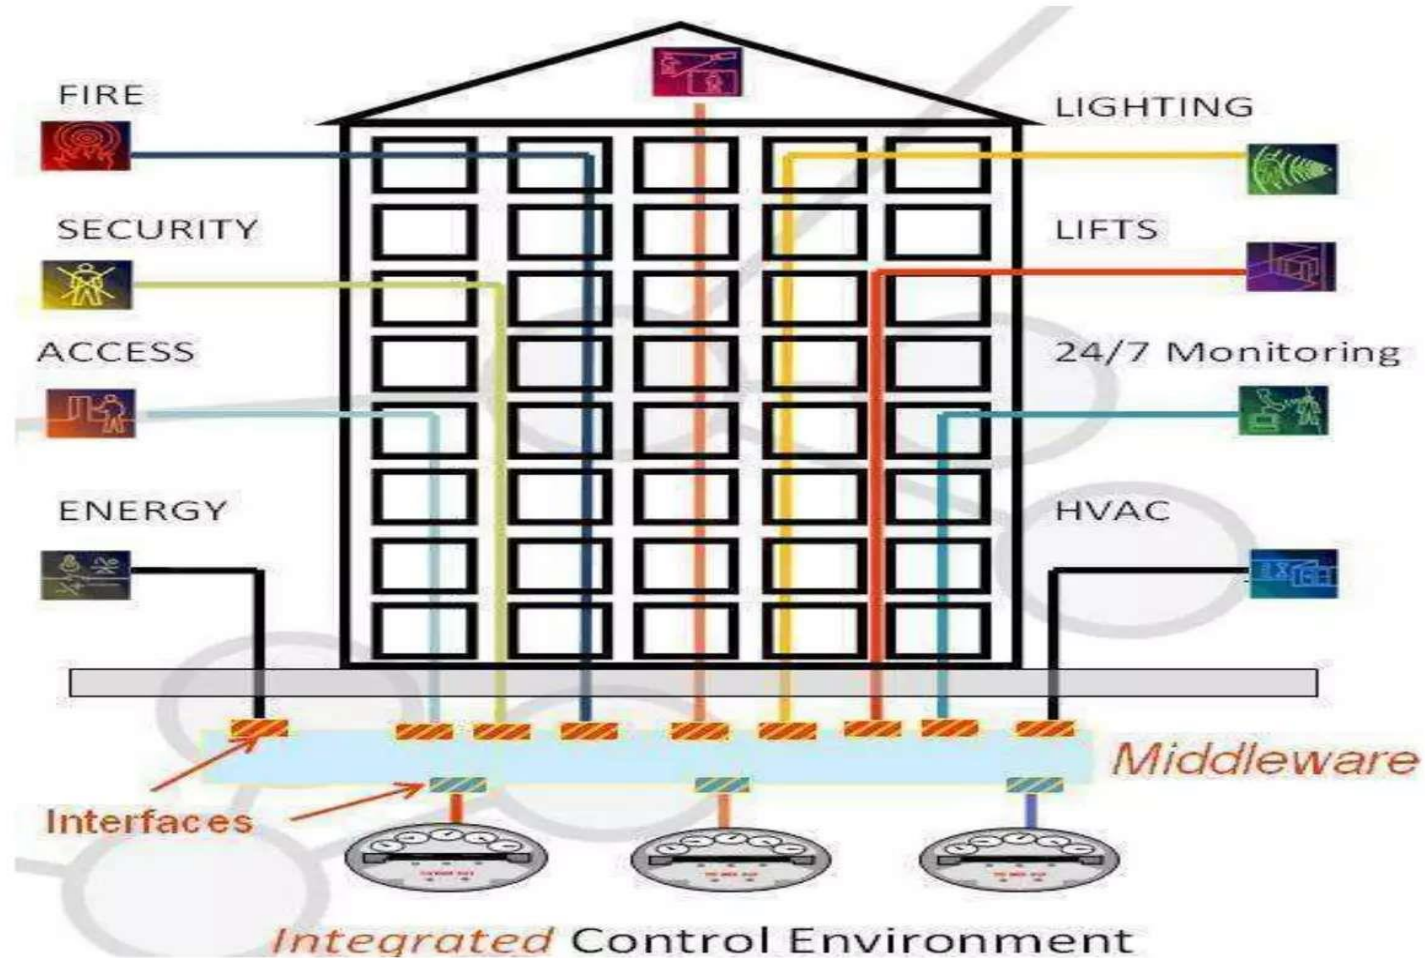 FIRE
LIGHTING
SECURITY
LIFTS
ACCESS
24/7 Monitoring
ENERGY
HVAC
Middleware
Interfaces
Integrated Control Environment